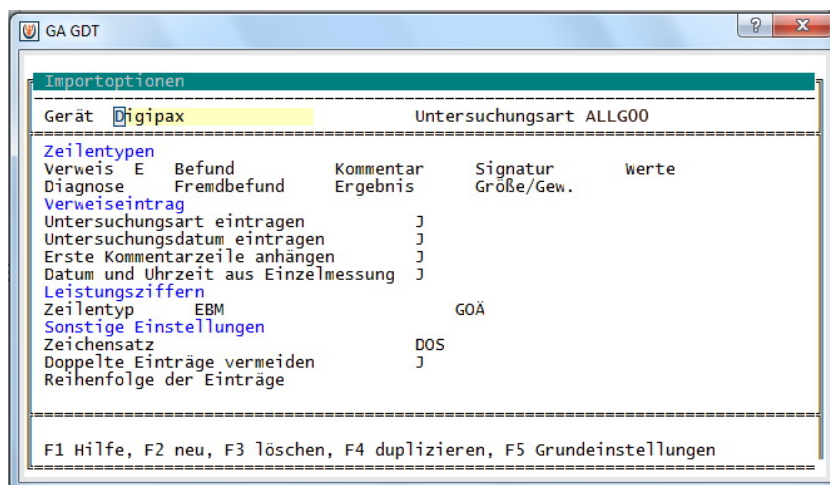 GA GDT
Importoptionen
Gerät Digipax Untersuchungsart ALLG00
Zeilentypen
Verweis E Befund Kommentar Signatur Werte
Diagnose Fremdbefund Ergebnis Größe/Gew.
Verweiseintrag
Untersuchungsart eintragen J
Untersuchungsdatum eintragen J
Erste Kommentarzeile anhängen J
Datum und Uhrzeit aus Einzelmessung J
Leistungsziffern
Zeilentyp EBM GOÄ
Sonstige Einstellungen
Zeichensatz DOS
Doppelte Einträge vermeiden J
Reihenfolge der Einträge
F1 Hilfe, F2 neu, F3 löschen, F4 duplizieren, F5 Grundeinstellungen